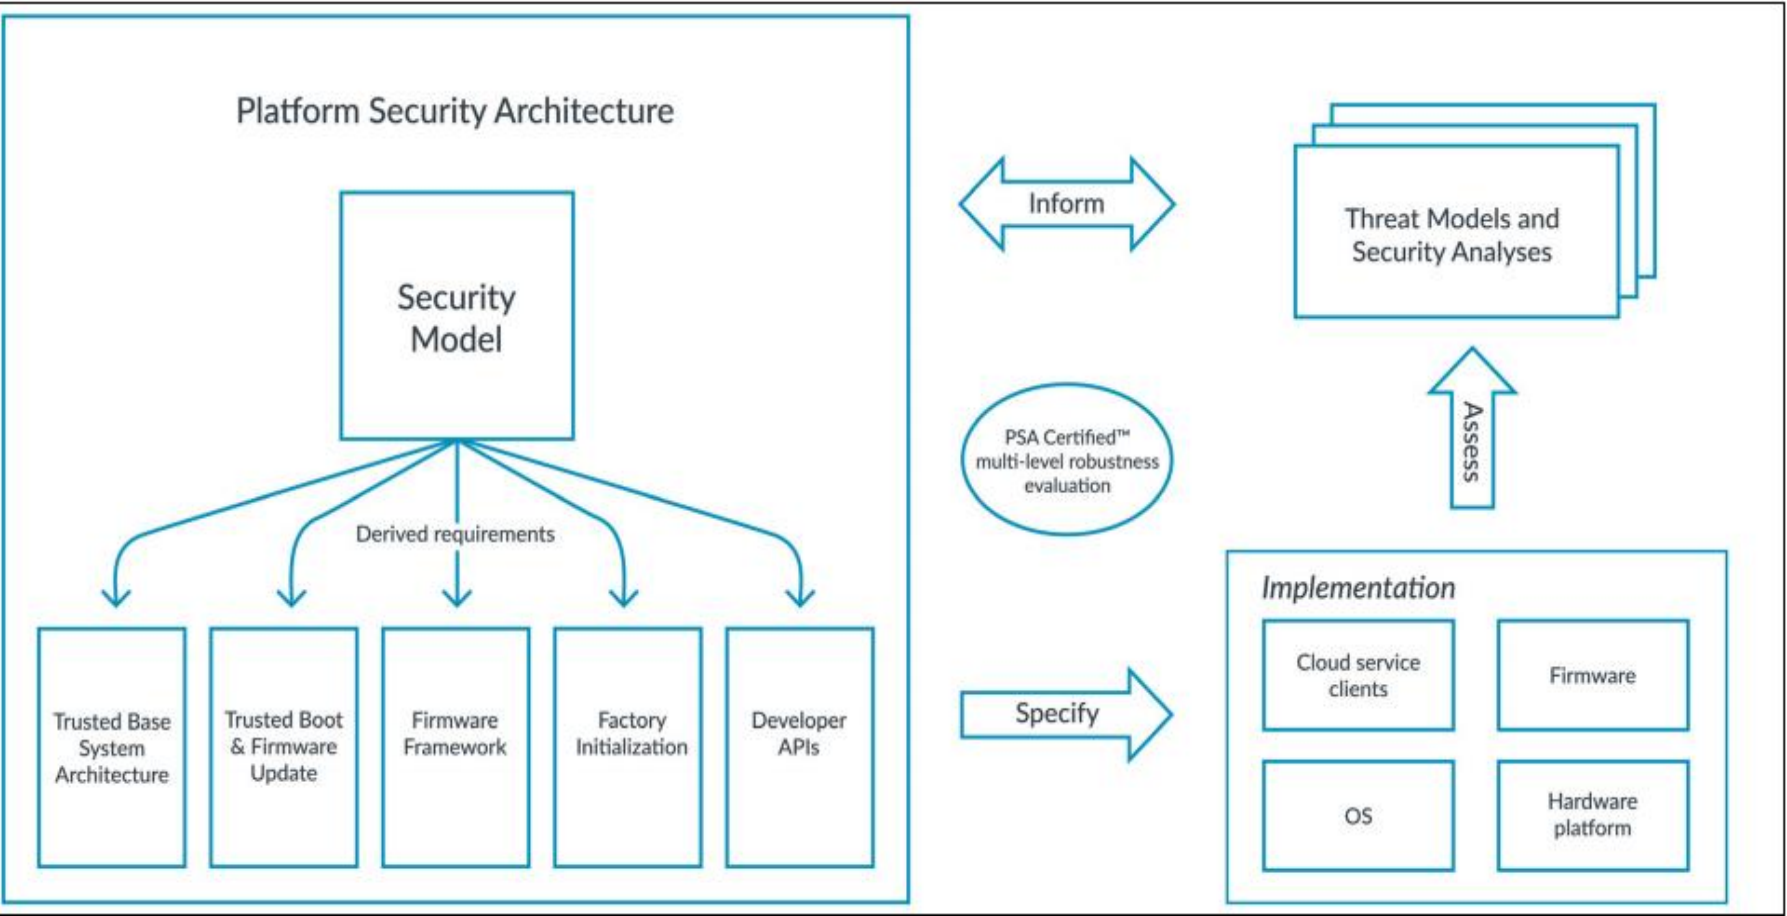 Platform Security Architecture
Security
Model
Derived requirements
Trusted Base
System
Architecture
Trusted Boot
& Firmware
Update
Firmware
Framework
Factory
Initialization
Developer
APIs
Inform
PSA Certified™
multi-level robustness
evaluation
Specify
Threat Models and
Security Analyses
Assess
Implementation
Cloud service
clients
Firmware
OS
Hardware
platform